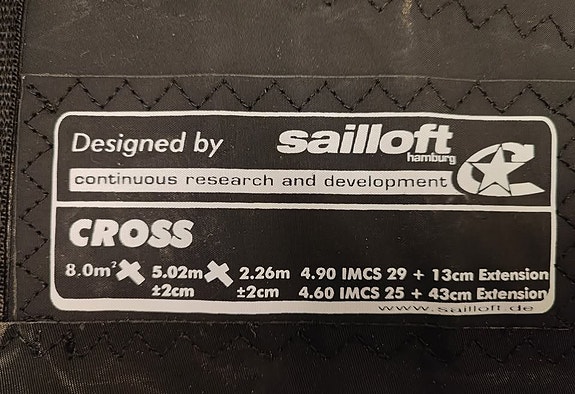 Designed by sailloft
hamburg
continuous research and development
CROSS
8.0m² 5.02m 2.26m 4.90 IMCS 29 + 13cm Extension
±2cm ±2cm 4.60 IMCS 25 + 43cm Extension
www.sailloft.de